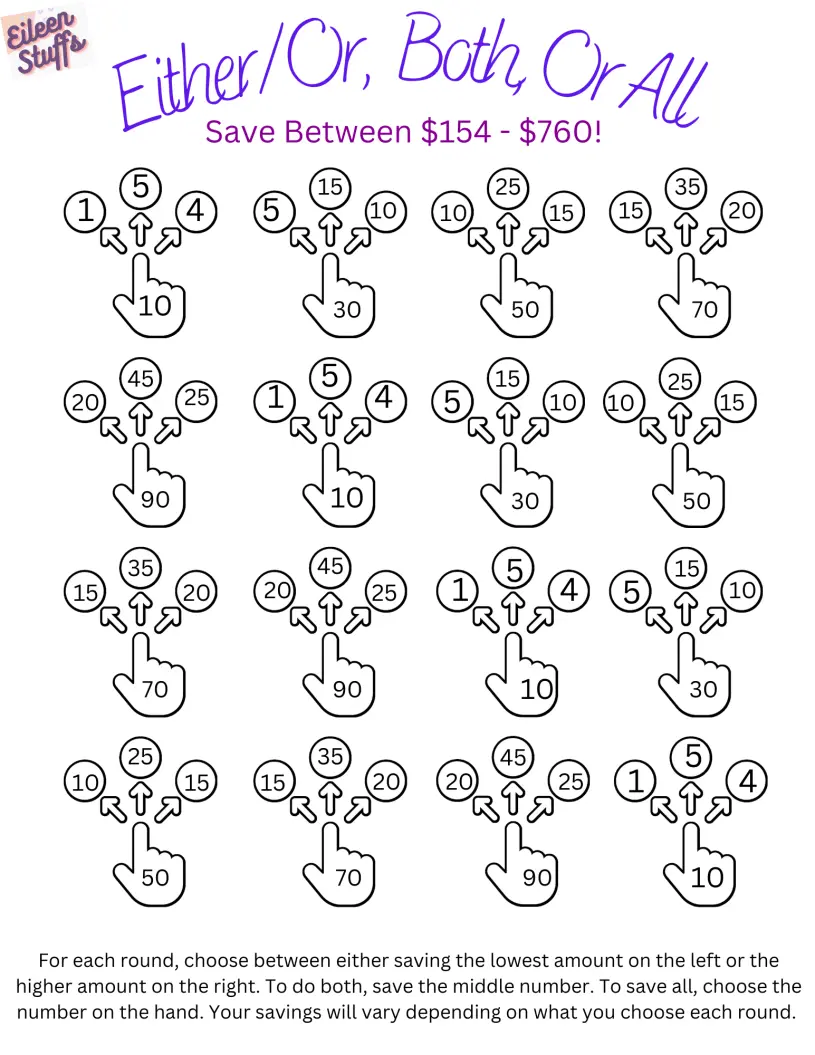 Eileen
Stuffs
Either/Or, Both, Or All
Save Between $154 - $760!
5 15 25 35
1 4 5 10 10 15 15 20
10 30 50 70
45 5 15 25
20 25 1 4 5 10 10 15
90 10 30 50
35 45 5 15
15 20 20 25 1 4 5 10
70 90 10 30
25 35 45 5
10 15 15 20 20 25 1 4
50 70 90 10
For each round, choose between either saving the lowest amount on the left or the
higher amount on the right. To do both, save the middle number. To save all, choose the
number on the hand. Your savings will vary depending on what you choose each round.